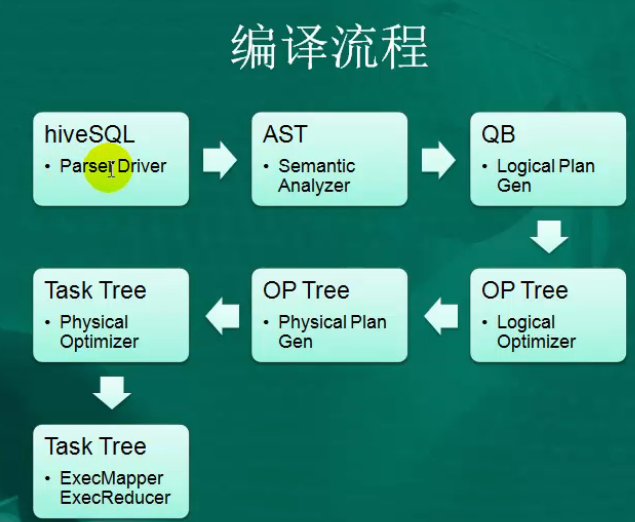 编译流程
hiveSQL
• Parser Driver
AST
• Semantic
Analyzer
QB
• Logical Plan
Gen
OP Tree
• Logical
Optimizer
OP Tree
• Physical Plan
Gen
Task Tree
• Physical
Optimizer
Task Tree
• ExecMapper
ExecReducer